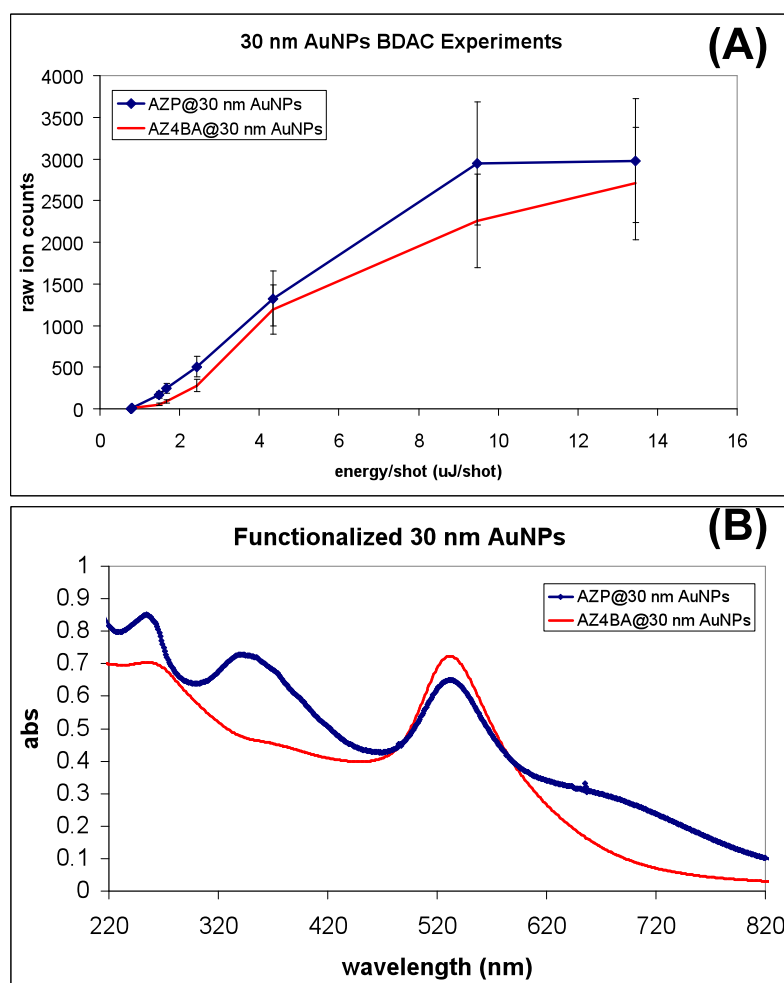 30 nm AuNPs BDAC Experiments
(A)
4000
3500
3000
2500
2000
1500
1000
500
0
raw ion counts
AZP@30 nm AuNPs
AZ4BA@30 nm AuNPs
0 2 4 6 8 10 12 14 16
energy/shot (uJ/shot)
Functionalized 30 nm AuNPs
(B)
1
0.9
0.8
0.7
0.6
0.5
0.4
0.3
0.2
0.1
0
abs
AZP@30 nm AuNPs
AZ4BA@30 nm AuNPs
220 320 420 520 620 720 820
wavelength (nm)